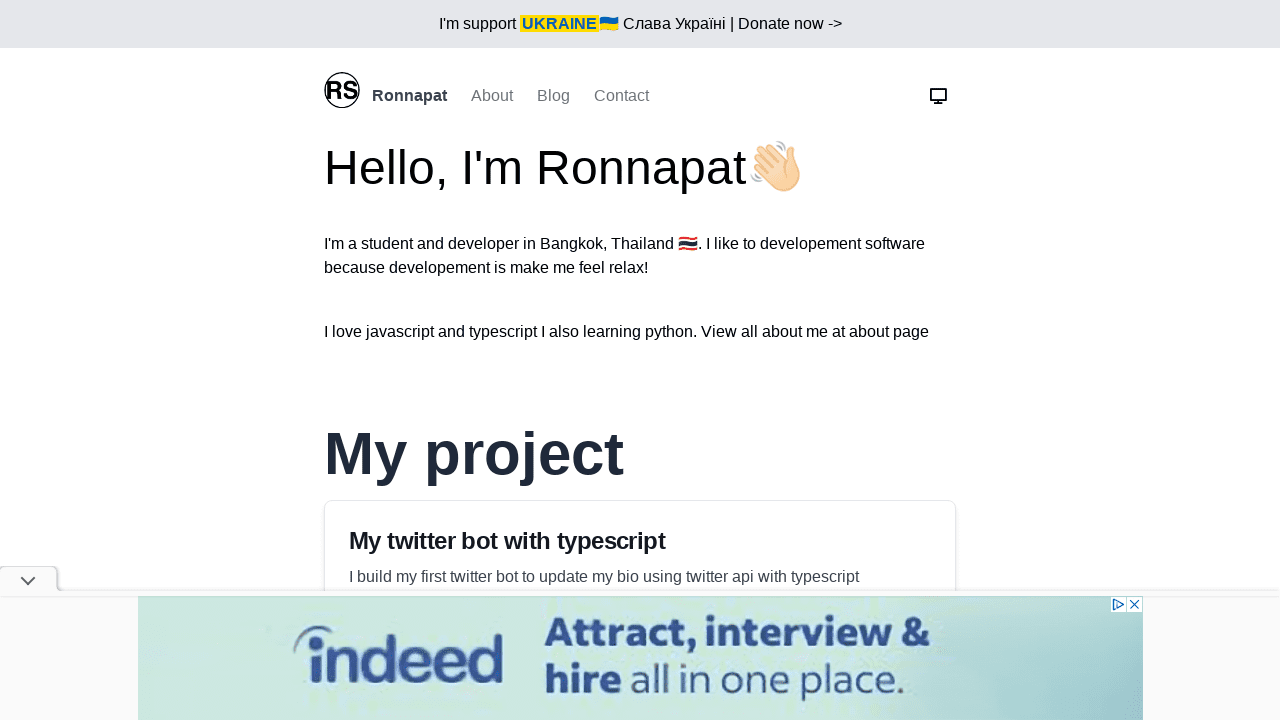 I'm support UKRAINE🇺🇦 Слава Україні | Donate now ->
RS Ronnapat About Blog Contact
Hello, I'm Ronnapat👋🏻
I'm a student and developer in Bangkok, Thailand 🇹🇭. I like to developement software
because developement is make me feel relax!
I love javascript and typescript I also learning python. View all about me at about page
My project
My twitter bot with typescript
I build my first twitter bot to update my bio using twitter api with typescript
indeed
Attract, interview &
hire all in one place.